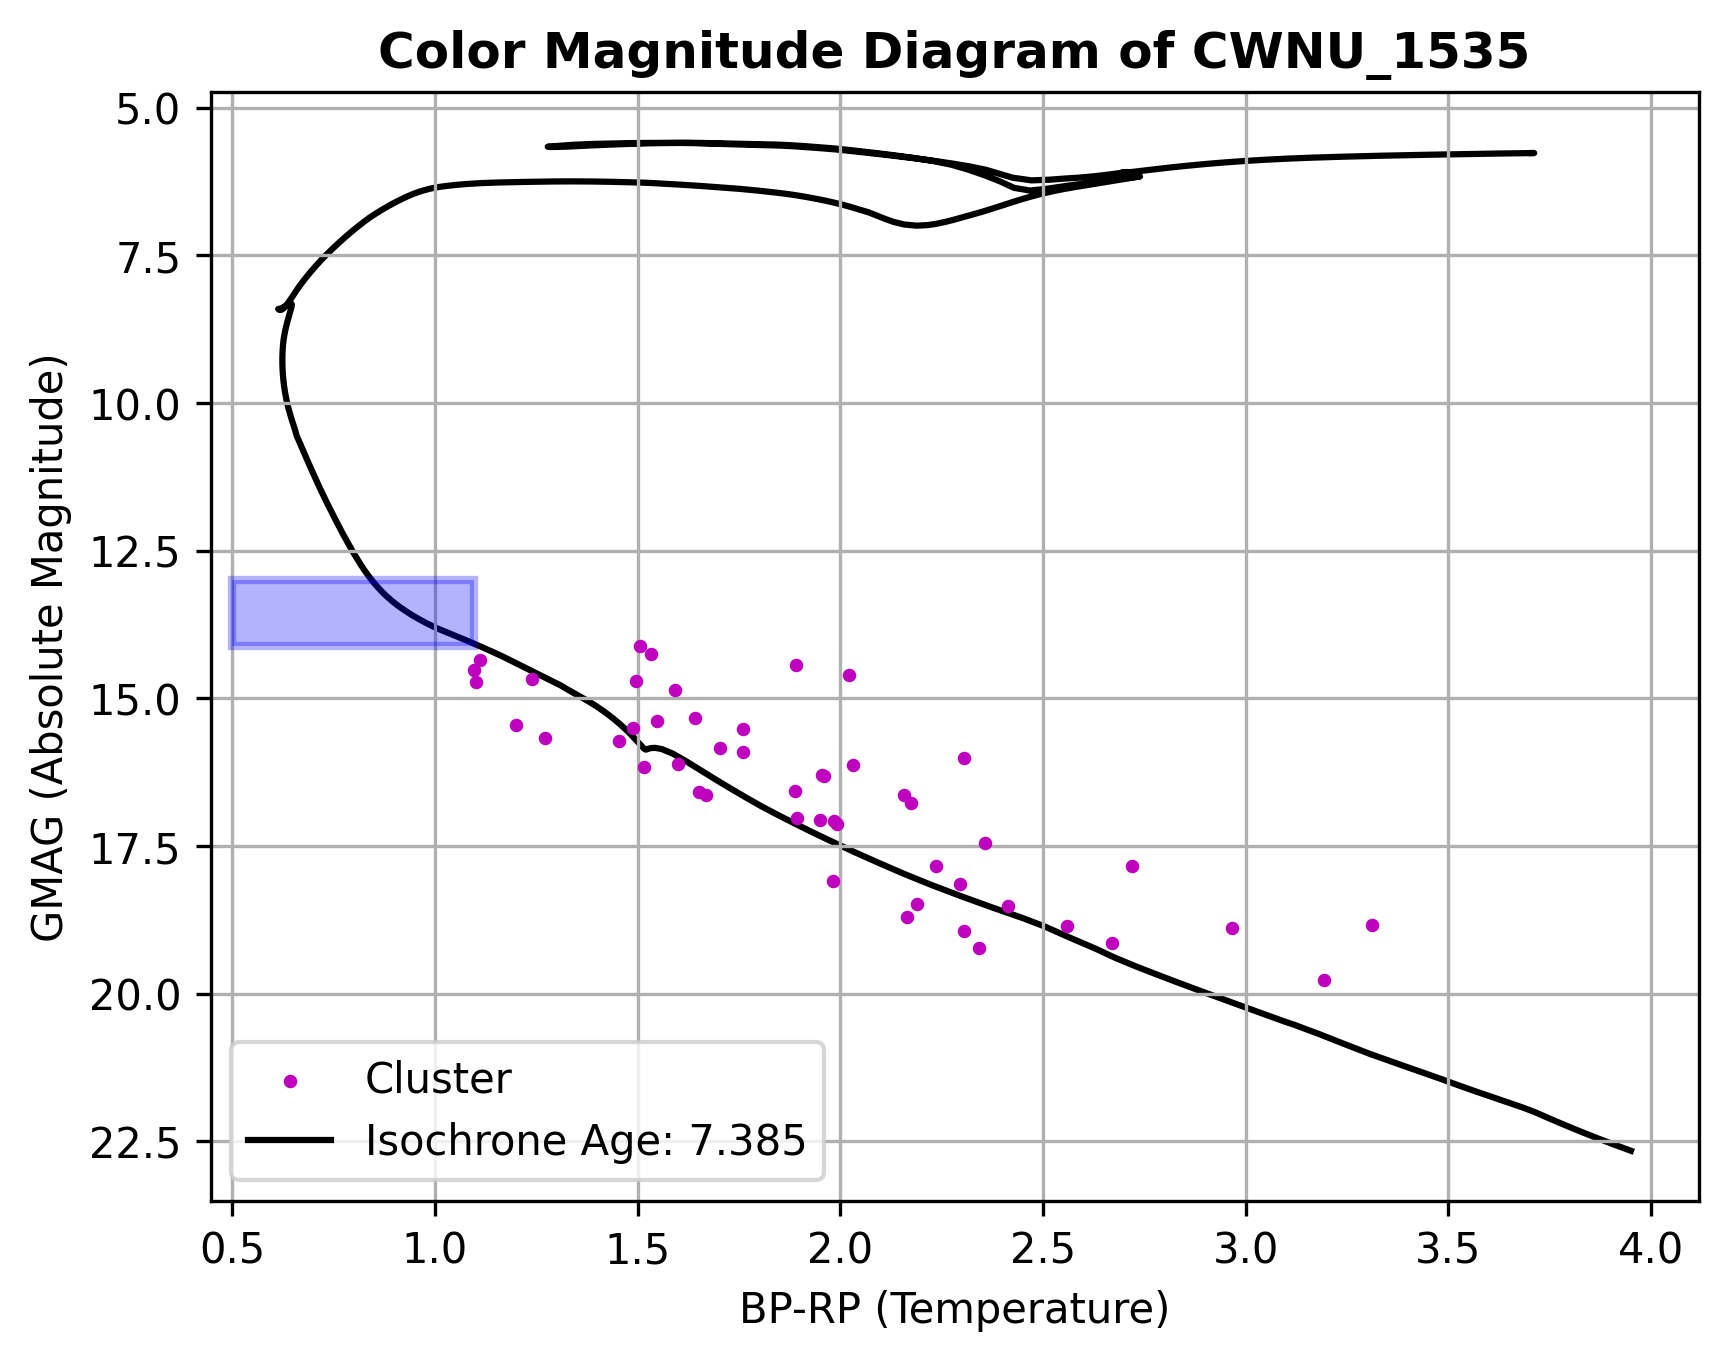 Color Magnitude Diagram of CWNU_1535
GMAG (Absolute Magnitude)
5.0
7.5
10.0
12.5
15.0
17.5
20.0
22.5
Cluster
Isochrone Age: 7.385
0.5 1.0 1.5 2.0 2.5 3.0 3.5 4.0
BP-RP (Temperature)